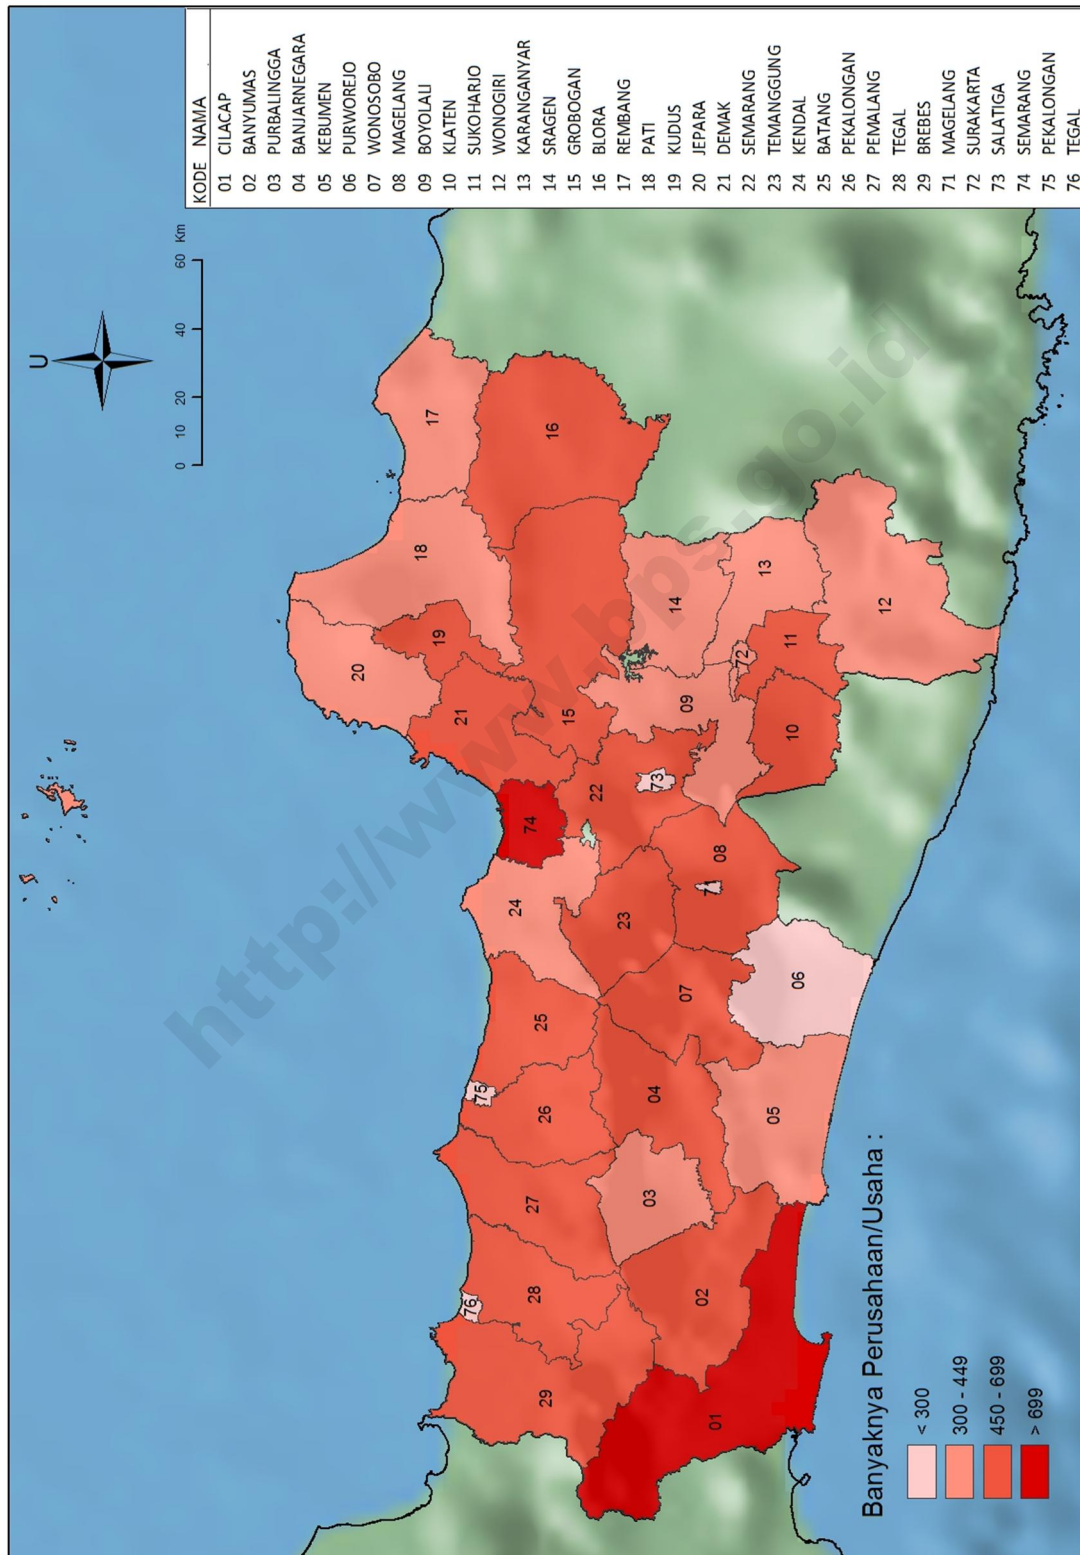 U
0 10 20 40 60 Km
KODE NAMA
01 CILACAP
02 BANYUMAS
03 PURBALINGGA
04 BANJARNEGARA
05 KEBUMEN
06 PURWOREJO
07 WONOSOBO
08 MAGELANG
09 BOYOLALI
10 KLATEN
11 SUKOHARJO
12 WONOGIRI
13 KARANGANYAR
14 SRAGEN
15 GROBOGAN
16 BLORA
17 REMBANG
18 PATI
19 KUDUS
20 JEPARA
21 DEMAK
22 SEMARANG
23 TEMANGGUNG
24 KENDAL
25 BATANG
26 PEKALONGAN
27 PEMALANG
28 TEGAL
29 BREBES
71 MAGELANG
72 SURAKARTA
73 SALATIGA
74 SEMARANG
75 PEKALONGAN
76 TEGAL
20
18
17
19
21
16
76
75
74
15
29
28
27
26
25
24
22
23
14
03
04
73
09
72
13
01
02
07
71
08
10
11
05
06
12
http://www.bps.go.id
Banyaknya Perusahaan/Usaha :
< 300
300 - 449
450 - 699
> 699